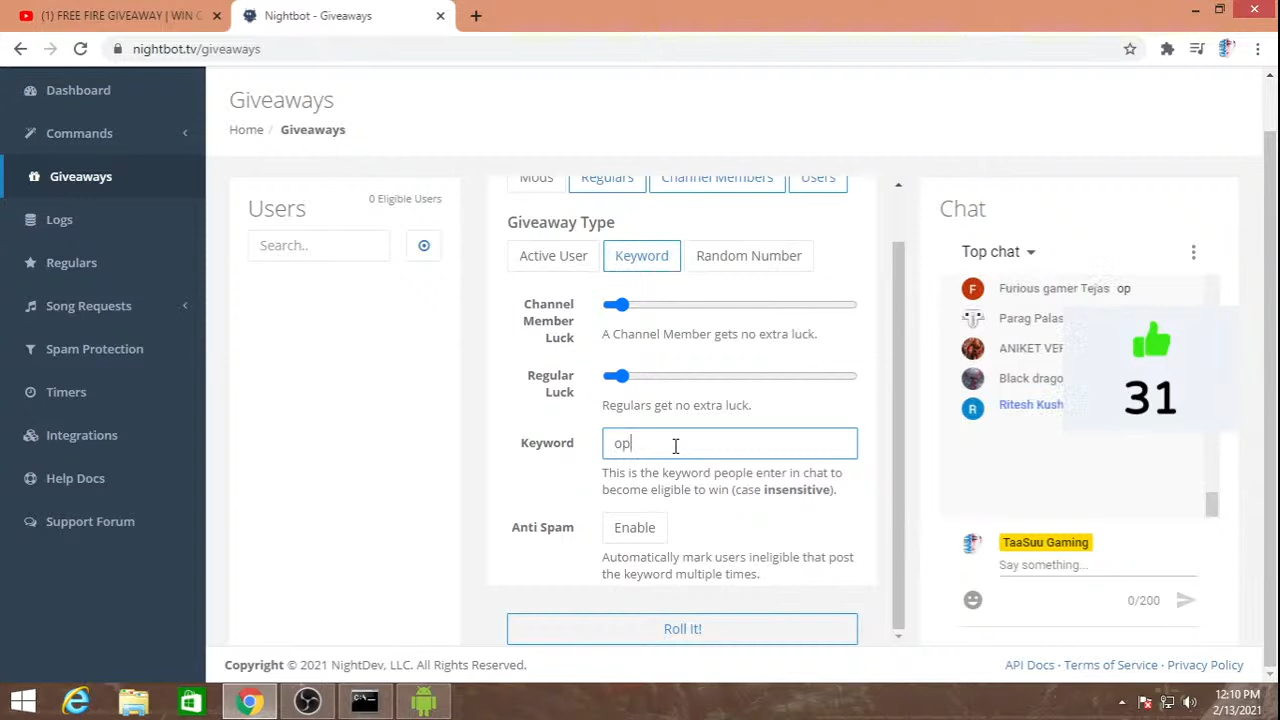 (1) FREE FIRE GIVEAWAY | WIN
Nightbot - Giveaways
nightbot.tv/giveaways
Dashboard
Commands
Giveaways
Logs
Regulars
Song Requests
Spam Protection
Timers
Integrations
Help Docs
Support Forum
Giveaways
Home / Giveaways
Users
0 Eligible Users
Search..
Mods Regulars Channel Members Users
Giveaway Type
Active User Keyword Random Number
Channel
Member
Luck
A Channel Member gets no extra luck.
Regular
Luck
Regulars get no extra luck.
Keyword
op
This is the keyword people enter in chat to
become eligible to win (case insensitive).
Anti Spam
Enable
Automatically mark users ineligible that post
the keyword multiple times.
Roll It!
Chat
Top chat
F Furious gamer Tejas op
Parag Palas
ANIKET VER
Black drago
R Ritesh Kush
31
TaaSuu Gaming
Say something...
0/200
Copyright © 2021 NightDev, LLC. All Rights Reserved.
API Docs · Terms of Service · Privacy Policy
12:10 PM
2/13/2021